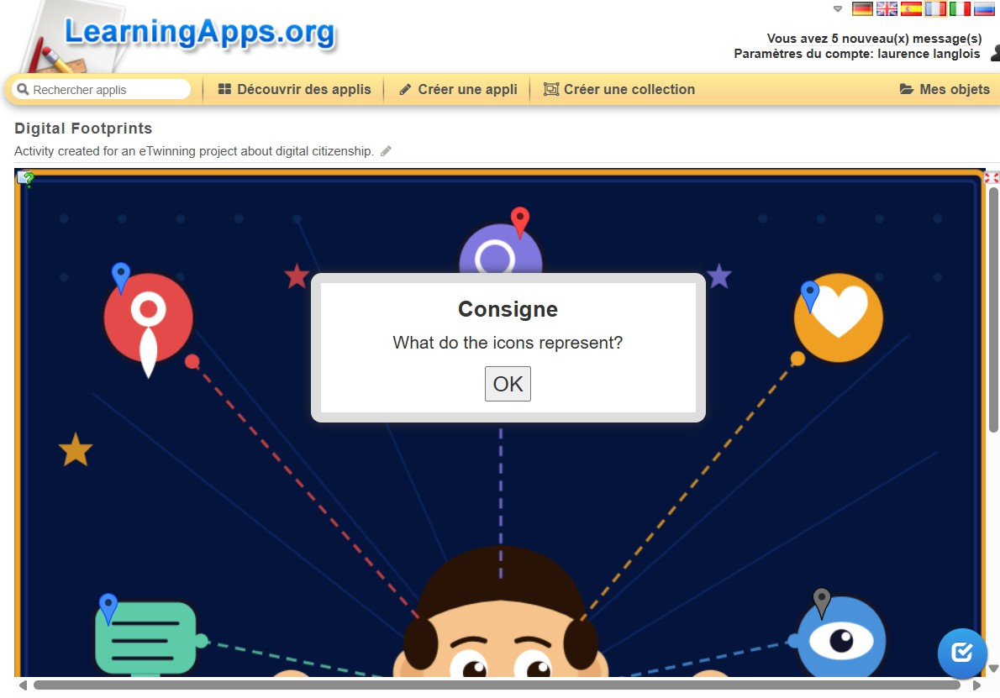 LearningApps.org
Vous avez 5 nouveau(x) message(s)
Paramètres du compte: laurence langlois
Rechercher applis
Découvrir des applis
Créer une appli
Créer une collection
Mes objets
Digital Footprints
Activity created for an eTwinning project about digital citizenship.
Consigne
What do the icons represent?
OK